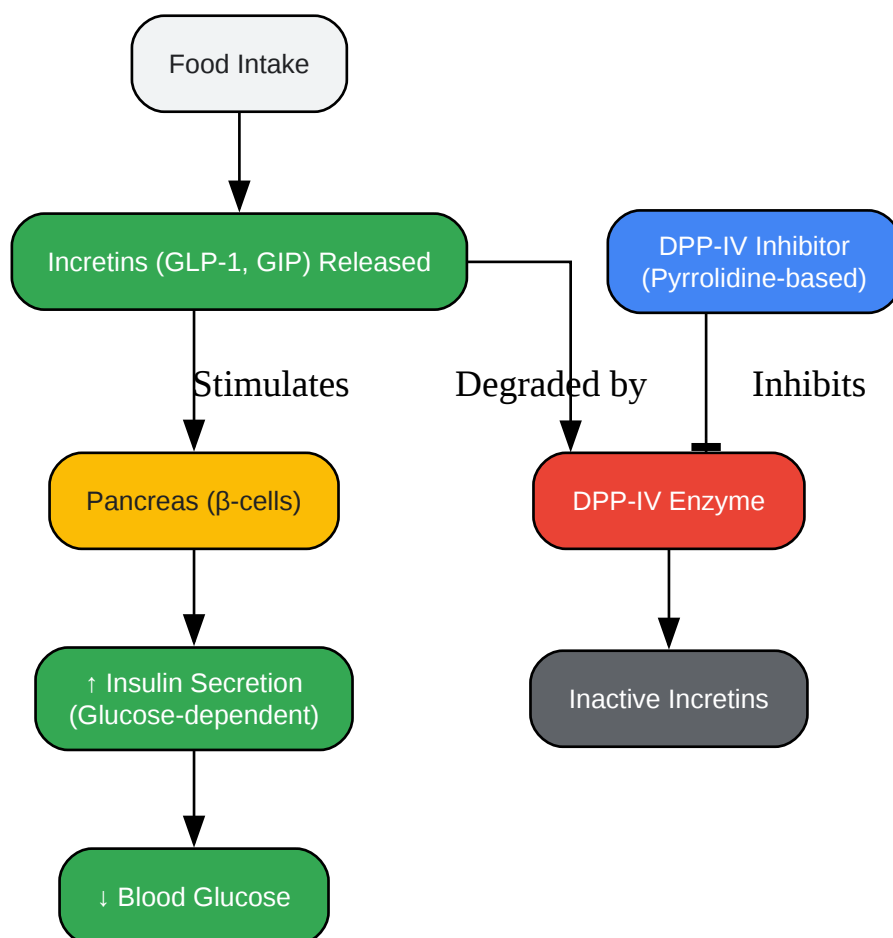 Food Intake
Incretins (GLP-1, GIP) Released
DPP-IV Inhibitor
(Pyrrolidine-based)
Stimulates
Degraded by
Inhibits
Pancreas (β-cells)
DPP-IV Enzyme
↑ Insulin Secretion
(Glucose-dependent)
Inactive Incretins
↓ Blood Glucose